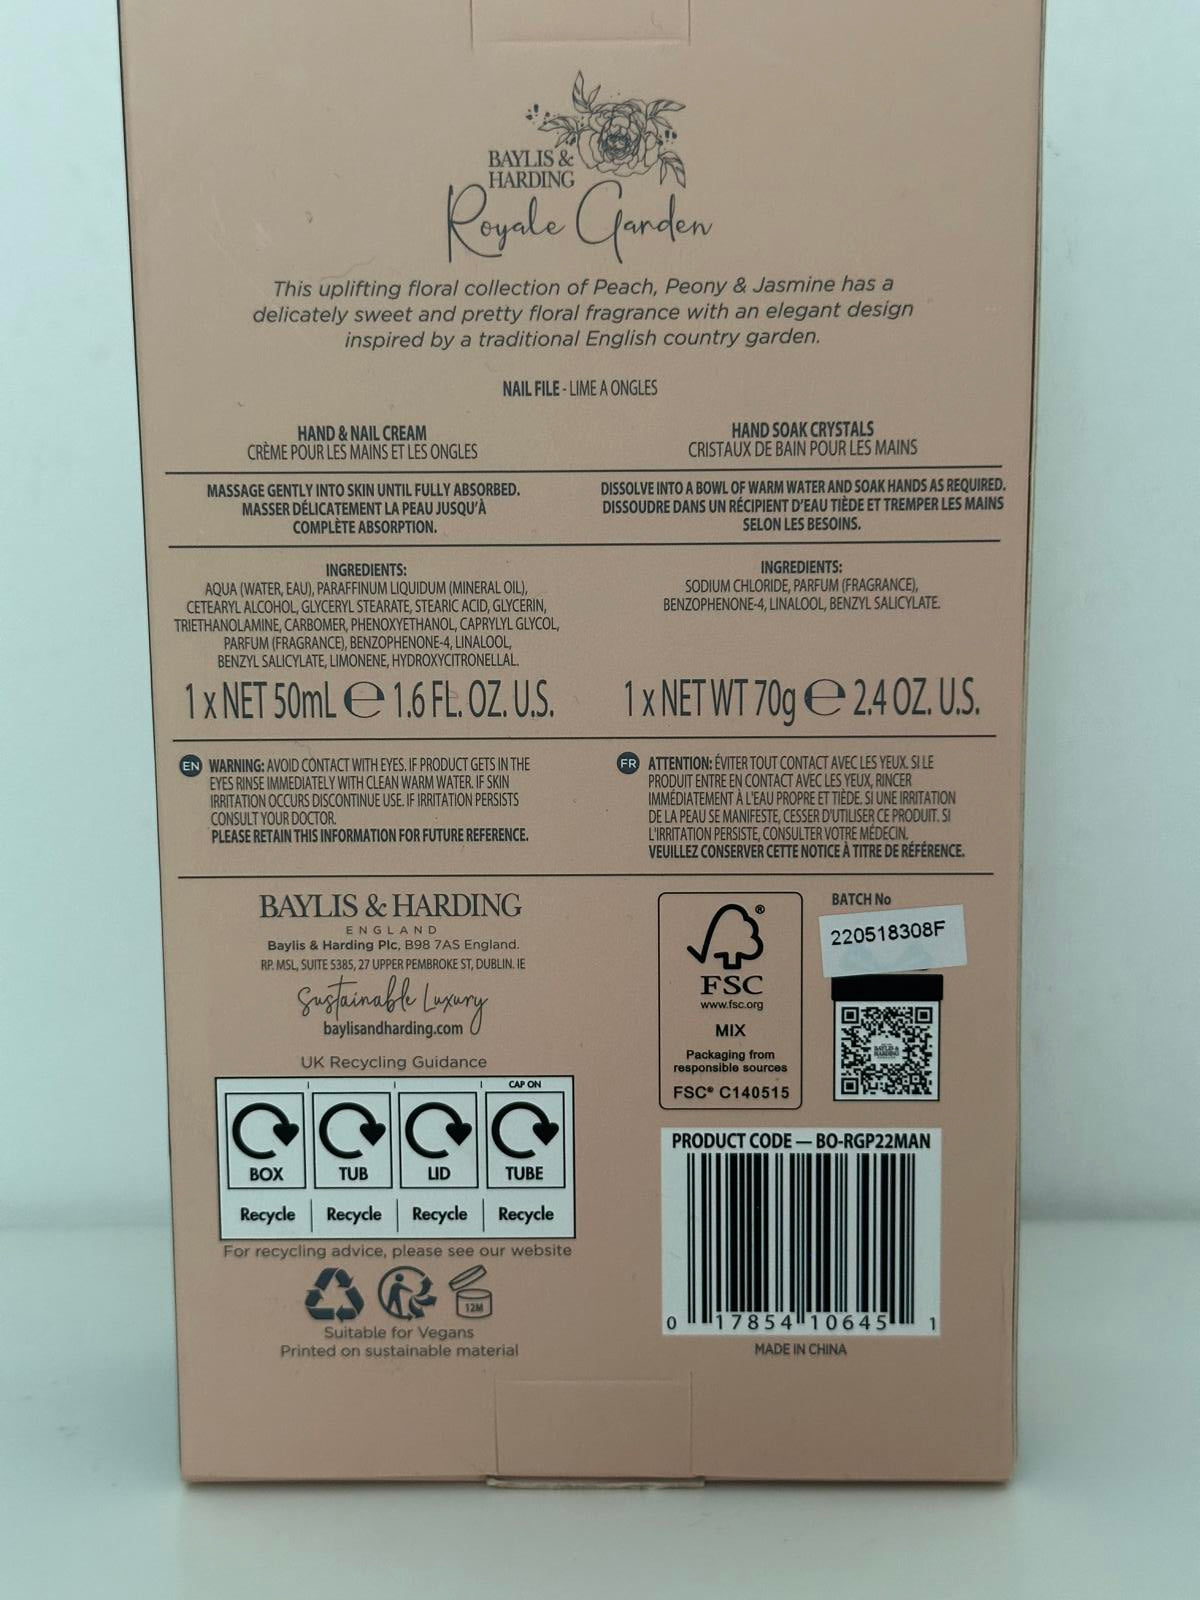 BAYLIS &
HARDING
Royale Garden
This uplifting floral collection of Peach, Peony & Jasmine has a
delicately sweet and pretty floral fragrance with an elegant design
inspired by a traditional English country garden.
NAIL FILE - LIME A ONGLES
HAND & NAIL CREAM
CRÈME POUR LES MAINS ET LES ONGLES
MASSAGE GENTLY INTO SKIN UNTIL FULLY ABSORBED.
MASSER DÉLICATEMENT LA PEAU JUSQU'À
COMPLÈTE ABSORPTION.
INGREDIENTS:
AQUA (WATER, EAU), PARAFFINUM LIQUIDUM (MINERAL OIL),
CETEARYL ALCOHOL, GLYCERYL STEARATE, STEARIC ACID, GLYCERIN,
TRIETHANOLAMINE, CARBOMER, PHENOXYETHANOL, CAPRYLYL GLYCOL,
PARFUM (FRAGRANCE), BENZOPHENONE-4, LINALOOL,
BENZYL SALICYLATE, LIMONENE, HYDROXYCITRONELLAL.
1 x NET 50mL ℮ 1.6 FL. OZ. U.S.
HAND SOAK CRYSTALS
CRISTAUX DE BAIN POUR LES MAINS
DISSOLVE INTO A BOWL OF WARM WATER AND SOAK HANDS AS REQUIRED.
DISSOUDRE DANS UN RÉCIPIENT D'EAU TIÈDE ET TREMPER LES MAINS
SELON LES BESOINS.
INGREDIENTS:
SODIUM CHLORIDE, PARFUM (FRAGRANCE),
BENZOPHENONE-4, LINALOOL, BENZYL SALICYLATE.
1 x NET WT 70g ℮ 2.4 OZ. U.S.
EN WARNING: AVOID CONTACT WITH EYES. IF PRODUCT GETS IN THE
EYES RINSE IMMEDIATELY WITH CLEAN WARM WATER. IF SKIN
IRRITATION OCCURS DISCONTINUE USE. IF IRRITATION PERSISTS
CONSULT YOUR DOCTOR.
PLEASE RETAIN THIS INFORMATION FOR FUTURE REFERENCE.
FR ATTENTION: ÉVITER TOUT CONTACT AVEC LES YEUX. SI LE
PRODUIT ENTRE EN CONTACT AVEC LES YEUX, RINCER
IMMÉDIATEMENT À L'EAU PROPRE ET TIÈDE. SI UNE IRRITATION
DE LA PEAU SE MANIFESTE, CESSER D'UTILISER CE PRODUIT. SI
L'IRRITATION PERSISTE, CONSULTER VOTRE MÉDECIN.
VEUILLEZ CONSERVER CETTE NOTICE À TITRE DE RÉFÉRENCE.
BAYLIS & HARDING
ENGLAND
Baylis & Harding Plc, B98 7AS England.
RP. MSL, SUITE 5385, 27 UPPER PEMBROKE ST, DUBLIN. IE
Sustainable Luxury
baylisandharding.com
UK Recycling Guidance
CAP ON
BOX TUB LID TUBE
Recycle Recycle Recycle Recycle
For recycling advice, please see our website
12M
Suitable for Vegans
Printed on sustainable material
FSC
www.fsc.org
MIX
Packaging from
responsible sources
FSC® C140515
BATCH No
220518308F
BAYLIS &
HARDING
PRODUCT CODE — BO-RGP22MAN
0 17854 10645 1
MADE IN CHINA